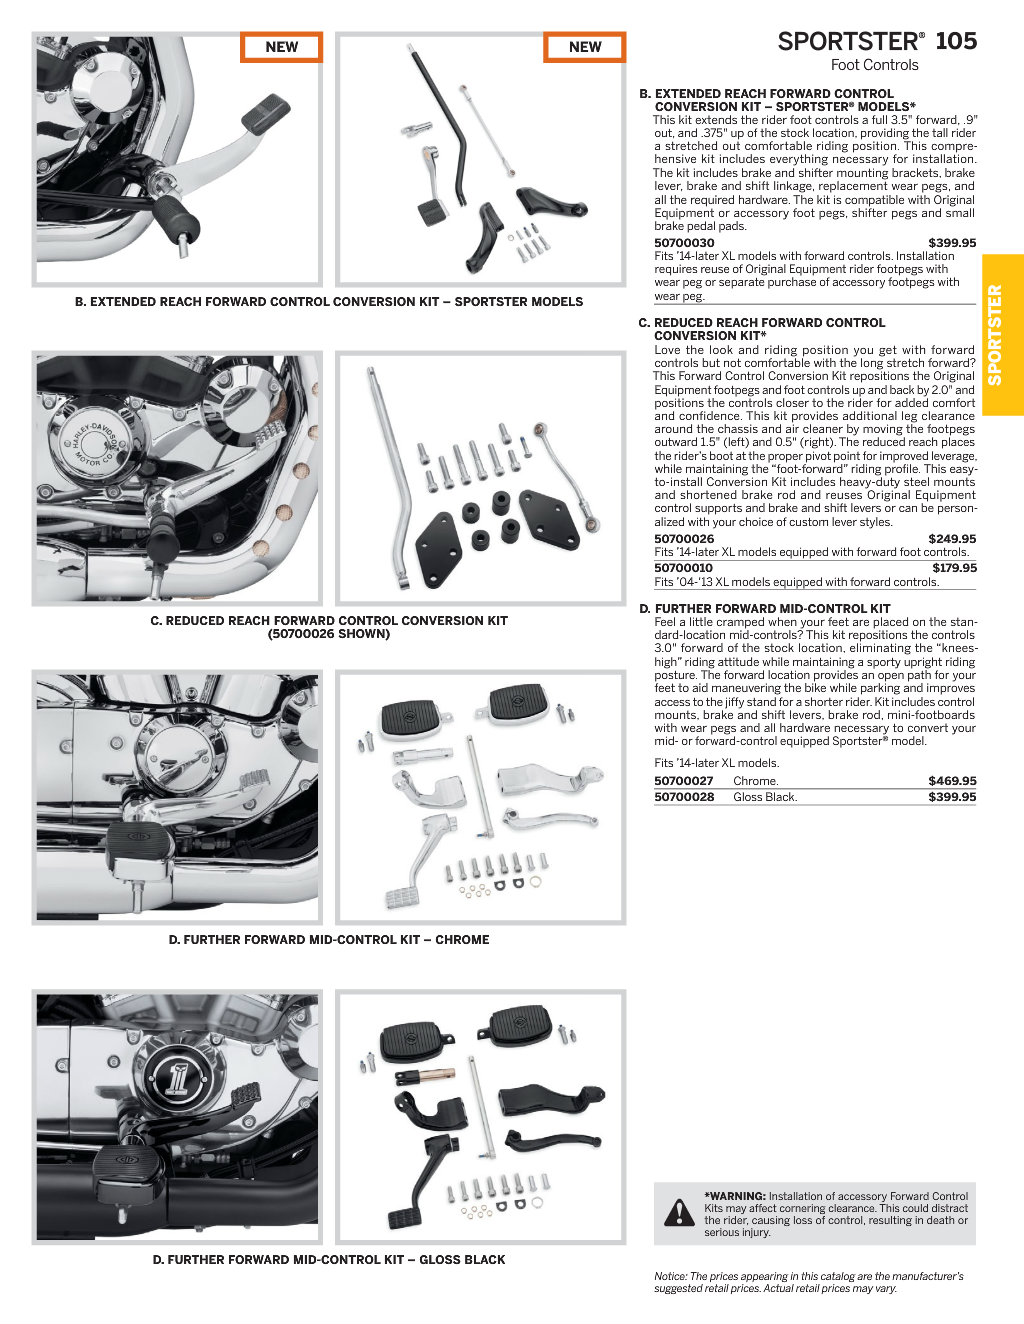 SPORTSTER® 105
Foot Controls
NEW
NEW
B. EXTENDED REACH FORWARD CONTROL CONVERSION KIT – SPORTSTER MODELS
HARLEY-DAVIDSON
MOTOR CO.
C. REDUCED REACH FORWARD CONTROL CONVERSION KIT
(50700026 SHOWN)
D. FURTHER FORWARD MID-CONTROL KIT – CHROME
D. FURTHER FORWARD MID-CONTROL KIT – GLOSS BLACK
B. EXTENDED REACH FORWARD CONTROL
CONVERSION KIT – SPORTSTER® MODELS*
This kit extends the rider foot controls a full 3.5" forward, .9"
out, and .375" up of the stock location, providing the tall rider
a stretched out comfortable riding position. This compre-
hensive kit includes everything necessary for installation.
The kit includes brake and shifter mounting brackets, brake
lever, brake and shift linkage, replacement wear pegs, and
all the required hardware. The kit is compatible with Original
Equipment or accessory foot pegs, shifter pegs and small
brake pedal pads.
50700030 $399.95
Fits ’14-later XL models with forward controls. Installation
requires reuse of Original Equipment rider footpegs with
wear peg or separate purchase of accessory footpegs with
wear peg.
C. REDUCED REACH FORWARD CONTROL
CONVERSION KIT*
Love the look and riding position you get with forward
controls but not comfortable with the long stretch forward?
This Forward Control Conversion Kit repositions the Original
Equipment footpegs and foot controls up and back by 2.0" and
positions the controls closer to the rider for added comfort
and confidence. This kit provides additional leg clearance
around the chassis and air cleaner by moving the footpegs
outward 1.5" (left) and 0.5" (right). The reduced reach places
the rider’s boot at the proper pivot point for improved leverage,
while maintaining the “foot-forward” riding profile. This easy-
to-install Conversion Kit includes heavy-duty steel mounts
and shortened brake rod and reuses Original Equipment
control supports and brake and shift levers or can be person-
alized with your choice of custom lever styles.
50700026 $249.95
Fits ’14-later XL models equipped with forward foot controls.
50700010 $179.95
Fits ’04-’13 XL models equipped with forward controls.
D. FURTHER FORWARD MID-CONTROL KIT
Feel a little cramped when your feet are placed on the stan-
dard-location mid-controls? This kit repositions the controls
3.0" forward of the stock location, eliminating the “knees-
high” riding attitude while maintaining a sporty upright riding
posture. The forward location provides an open path for your
feet to aid maneuvering the bike while parking and improves
access to the jiffy stand for a shorter rider. Kit includes control
mounts, brake and shift levers, brake rod, mini-footboards
with wear pegs and all hardware necessary to convert your
mid- or forward-control equipped Sportster® model.
Fits ’14-later XL models.
50700027 Chrome. $469.95
50700028 Gloss Black. $399.95
SPORTSTER
*WARNING: Installation of accessory Forward Control
Kits may affect cornering clearance. This could distract
the rider, causing loss of control, resulting in death or
serious injury.
Notice: The prices appearing in this catalog are the manufacturer’s
suggested retail prices. Actual retail prices may vary.